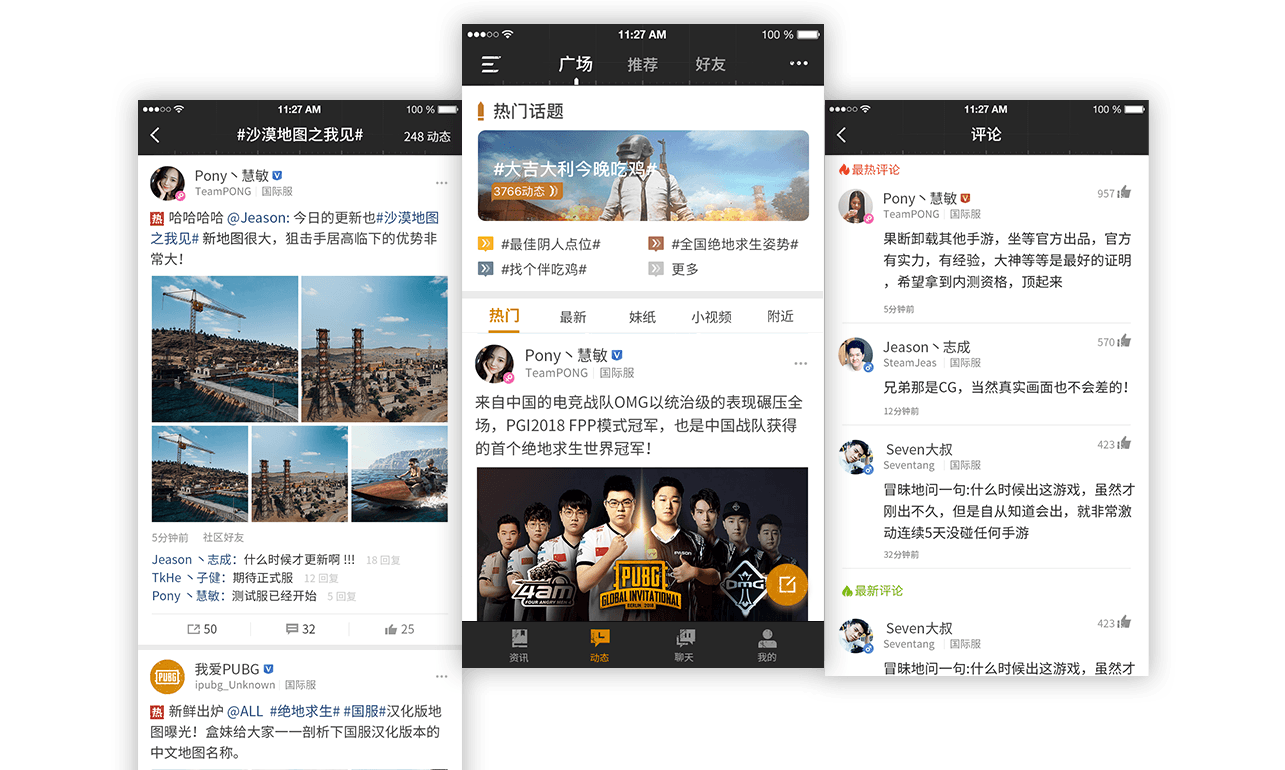 11:27 AM
100 %
#沙漠地图之我见#
248 动态
Pony丶慧敏
TeamPONG 国际服
热 哈哈哈哈 @Jeason: 今日的更新也#沙漠地图
之我见# 新地图很大，狙击手居高临下的优势非
常大！
5分钟前 社区好友
Jeason 丶志成：什么时候才更新啊 !!! 18 回复
TkHe 丶子健：期待正式服 12 回复
Pony 丶慧敏：测试服已经开始 5 回复
50
32
25
PUBG
我爱PUBG
ipubg_Unknown 国际服
热 新鲜出炉 @ALL #绝地求生# #国服#汉化版地
图曝光！盒妹给大家一一剖析下国服汉化版本的
中文地图名称。
11:27 AM
100 %
广场
推荐
好友
热门话题
#大吉大利今晚吃鸡#
3766动态
#最佳阴人点位#
#全国绝地求生姿势#
#找个伴吃鸡#
更多
热门
最新
妹纸
小视频
附近
Pony丶慧敏
TeamPONG 国际服
来自中国的电竞战队OMG以统治级的表现碾压全
场，PGI2018 FPP模式冠军，也是中国战队获得
的首个绝地求生世界冠军！
4am
FOUR ANGRY MEN
PUBG
GLOBAL INVITATIONAL
BERLIN 2018
OMG
资讯
动态
聊天
我的
11:27 AM
100 %
评论
最热评论
Pony丶慧敏
TeamPONG 国际服
957
果断卸载其他手游，坐等官方出品，官方
有实力，有经验，大神等等是最好的证明
，希望拿到内测资格，顶起来
5分钟前
Jeason丶志成
SteamJeas 国际服
570
兄弟那是CG，当然真实画面也不会差的！
12分钟前
Seven大叔
Seventang 国际服
423
冒昧地问一句:什么时候出这游戏，虽然才
刚出不久，但是自从知道会出，就非常激
动连续5天没碰任何手游
32分钟前
最新评论
Seven大叔
Seventang 国际服
423
冒昧地问一句:什么时候出这游戏，虽然才